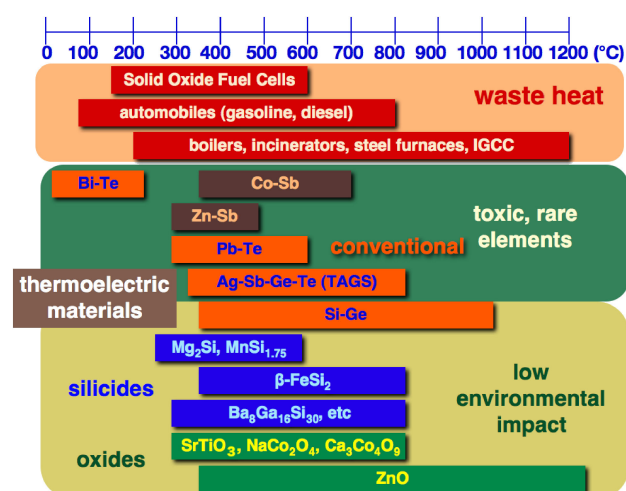 0 100 200 300 400 500 600 700 800 900 1000 1100 1200 (°C)
Solid Oxide Fuel Cells
waste heat
automobiles (gasoline, diesel)
boilers, incinerators, steel furnaces, IGCC
Bi-Te
Co-Sb
Zn-Sb
toxic, rare
elements
Pb-Te
conventional
thermoelectric
materials
Ag-Sb-Ge-Te (TAGS)
Si-Ge
Mg₂Si, MnSi₁.₇₅
silicides
β-FeSi₂
low
environmental
impact
Ba₈Ga₁₆Si₃₀, etc
oxides
SrTiO₃, NaCo₂O₄, Ca₃Co₄O₉
ZnO